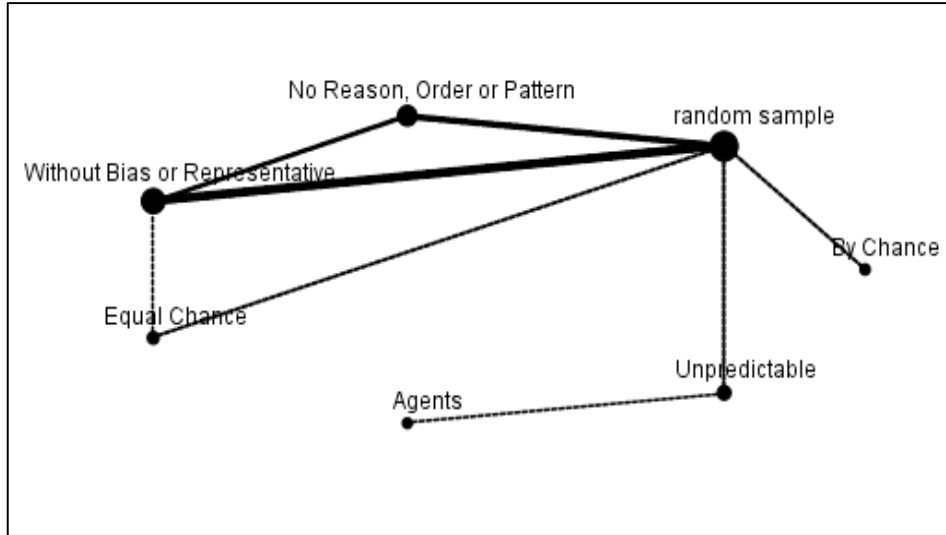 No Reason, Order or Pattern
random sample
Without Bias or Representative
By Chance
Equal Chance
Unpredictable
Agents